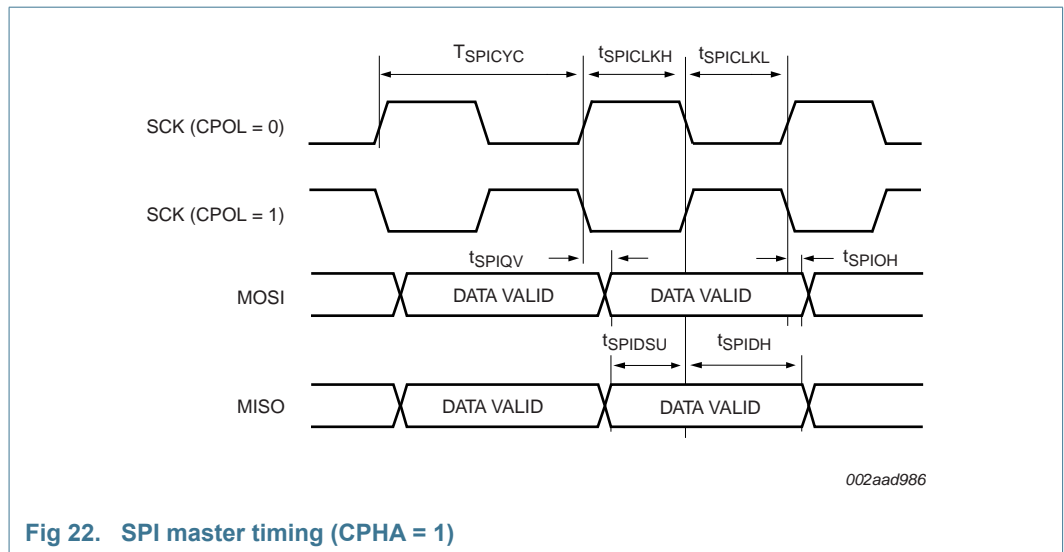 TSPICYC tSPICLKH tSPICLKL
SCK (CPOL = 0)
SCK (CPOL = 1)
tSPIQV tSPIOH
MOSI DATA VALID DATA VALID
tSPIDSU tSPIDH
MISO DATA VALID DATA VALID
002aad986
Fig 22. SPI master timing (CPHA = 1)